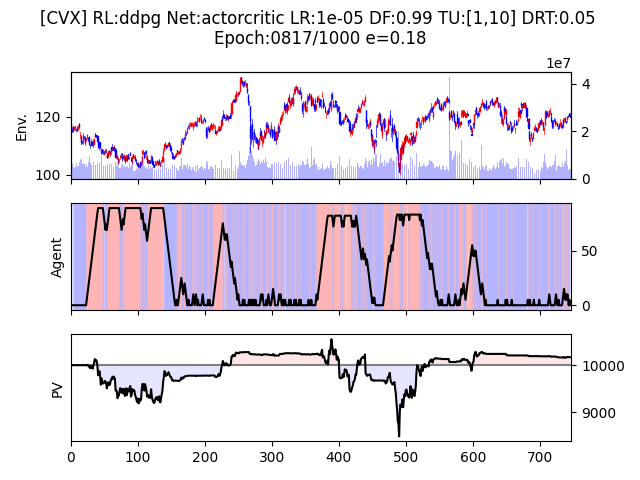 [CVX] RL:ddpg Net:actorcritic LR:1e-05 DF:0.99 TU:[1,10] DRT:0.05
Epoch:0817/1000 e=0.18
1e7
Env.
120
100
4
2
0
Agent
50
0
PV
10000
9000
0 100 200 300 400 500 600 700